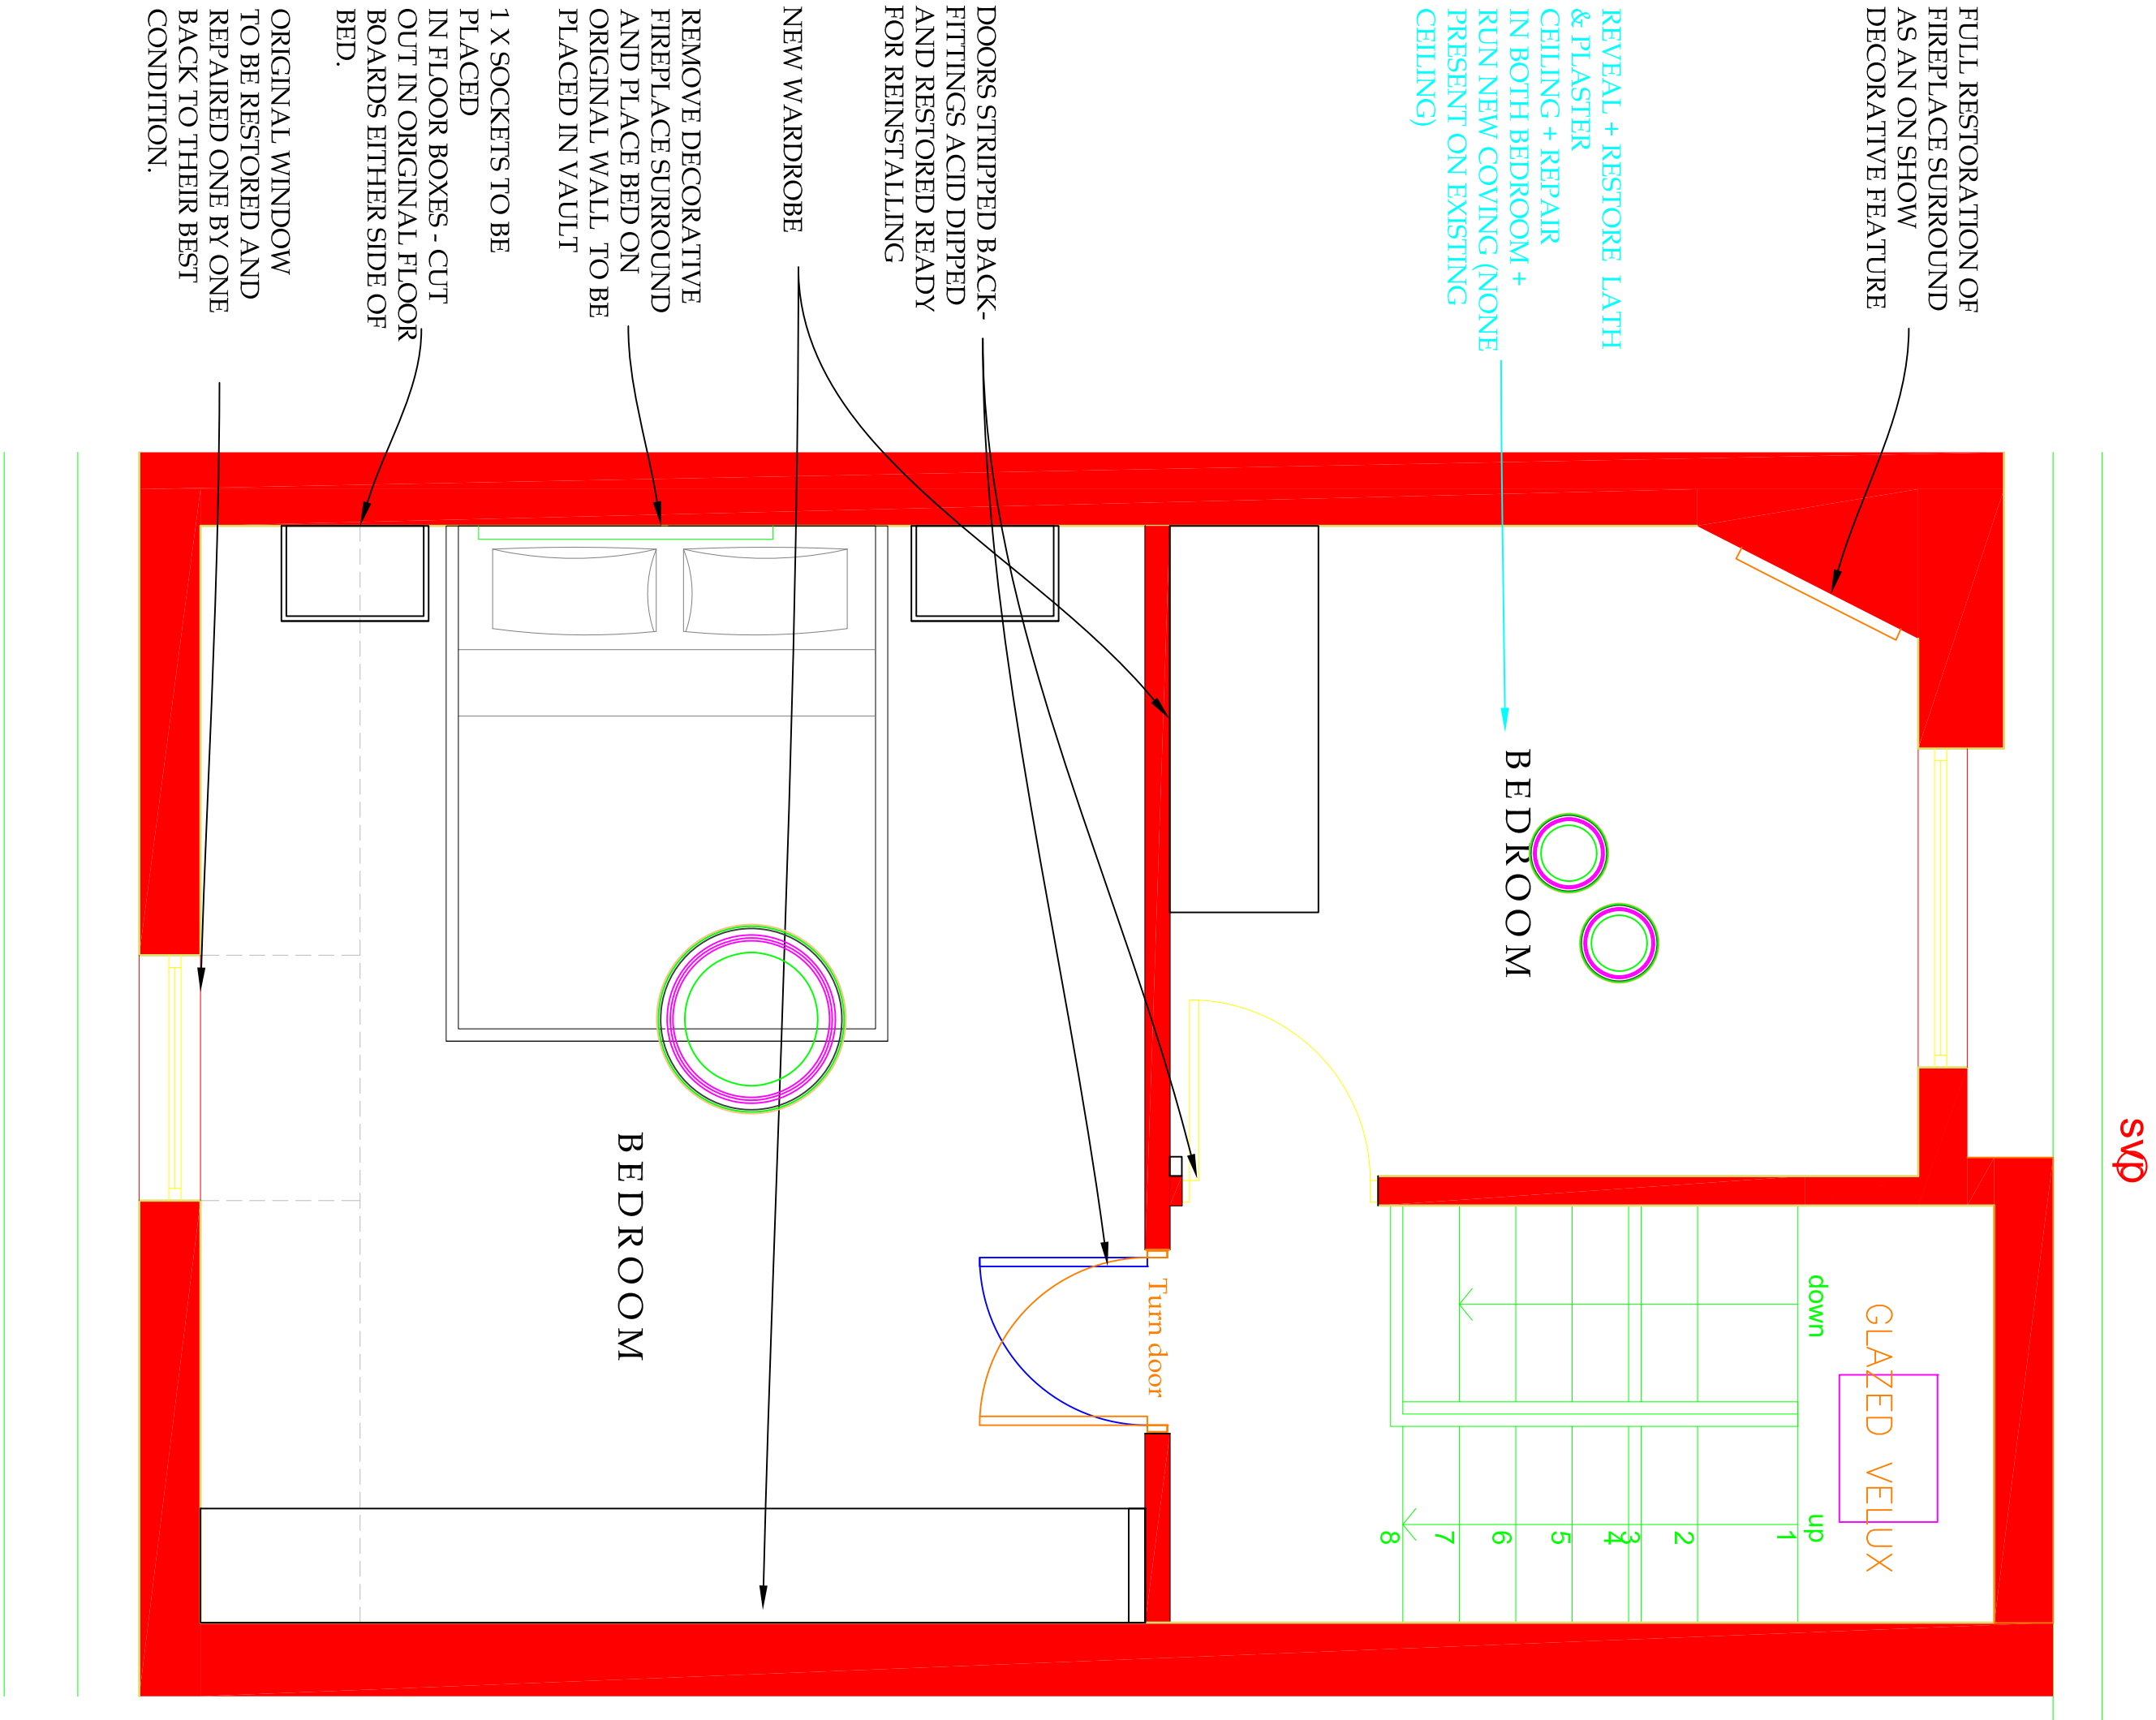 FULL RESTORATION OF
FIREPLACE SURROUND
AS AN ON SHOW
DECORATIVE FEATURE
REVEAL + RESTORE LATH
& PLASTER
CEILING + REPAIR
IN BOTH BEDROOM +
RUN NEW COVING (NONE
PRESENT ON EXISTING
CEILING)
DOORS STRIPPED BACK-
FITTINGS ACID DIPPED
AND RESTORED READY
FOR REINSTALLING
NEW WARDROBE
REMOVE DECORATIVE
FIREPLACE SURROUND
AND PLACE BED ON
ORIGINAL WALL TO BE
PLACED IN VAULT
1 X SOCKETS TO BE
PLACED
IN FLOOR BOXES - CUT
OUT IN ORIGINAL FLOOR
BOARDS EITHER SIDE OF
BED.
ORIGINAL WINDOW
TO BE RESTORED AND
REPAIRED ONE BY ONE
BACK TO THEIR BEST
CONDITION.
BEDROOM
BEDROOM
svp
Turn door
down
GLAZED VELUX
up
1
2
3
4
5
6
7
8